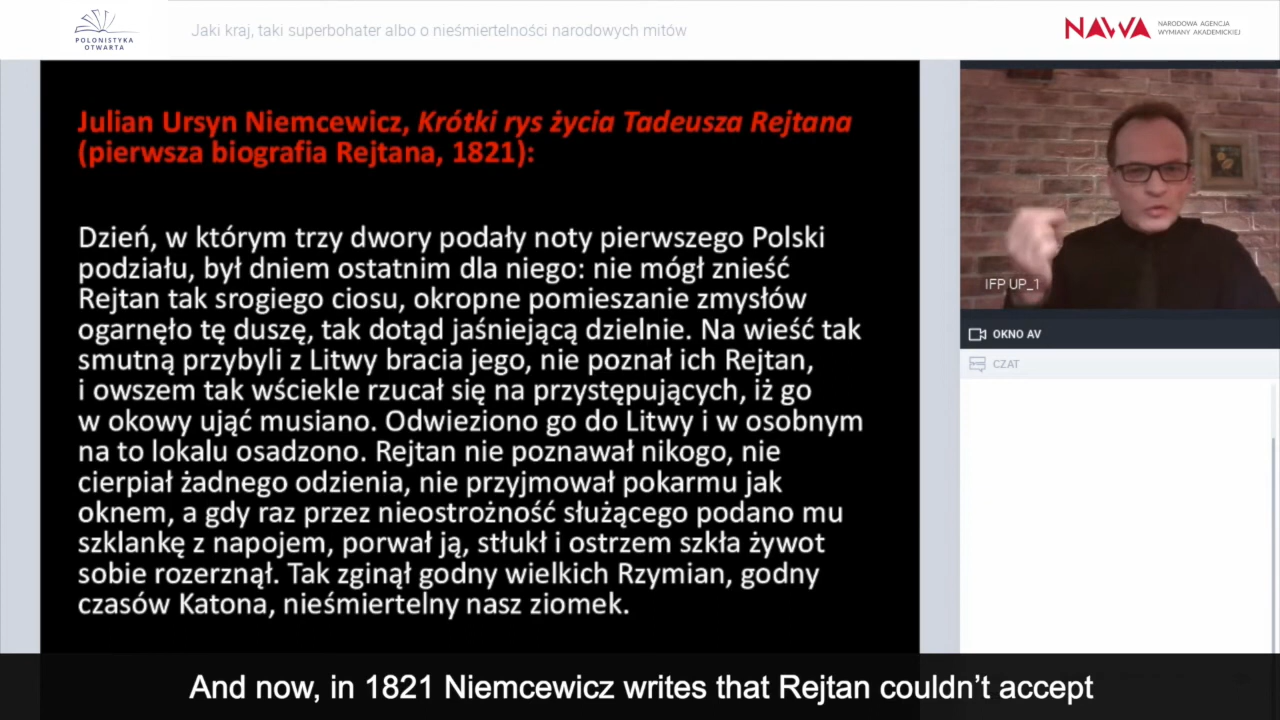 POLONISTYKA
OTWARTA
Jaki kraj, taki superbohater albo o nieśmiertelności narodowych mitów
NAWA
NARODOWA AGENCJA
WYMIANY AKADEMICKIEJ
Julian Ursyn Niemcewicz, Krótki rys życia Tadeusza Rejtana
(pierwsza biografia Rejtana, 1821):
Dzień, w którym trzy dwory podały noty pierwszego Polski
podziału, był dniem ostatnim dla niego: nie mógł znieść
Rejtan tak srogiego ciosu, okropne pomieszanie zmysłów
ogarnęło tę duszę, tak dotąd jaśniejącą dzielnie. Na wieść tak
smutną przybyli z Litwy bracia jego, nie poznał ich Rejtan,
i owszem tak wściekle rzucał się na przystępujących, iż go
w okowy ująć musiano. Odwieziono go do Litwy i w osobnym
na to lokalu osadzono. Rejtan nie poznawał nikogo, nie
cierpiał żadnego odzienia, nie przyjmował pokarmu jak
oknem, a gdy raz przez nieostrożność służącego podano mu
szklankę z napojem, porwał ją, stłukł i ostrzem szkła żywot
sobie rozerznął. Tak zginął godny wielkich Rzymian, godny
czasów Katona, nieśmiertelny nasz ziomek.
IFP UP_1
OKNO AV
CZAT
And now, in 1821 Niemcewicz writes that Rejtan couldn't accept